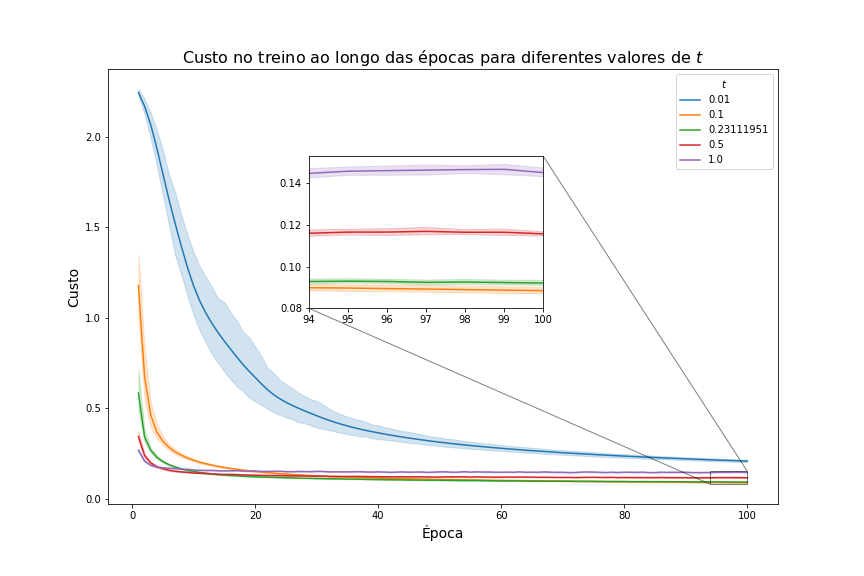 Custo no treino ao longo das épocas para diferentes valores de t
t
0.01
0.1
0.23111951
0.5
1.0
Custo
2.0
1.5
1.0
0.5
0.0
0.14
0.12
0.10
0.08
94 95 96 97 98 99 100
0 20 40 60 80 100
Época